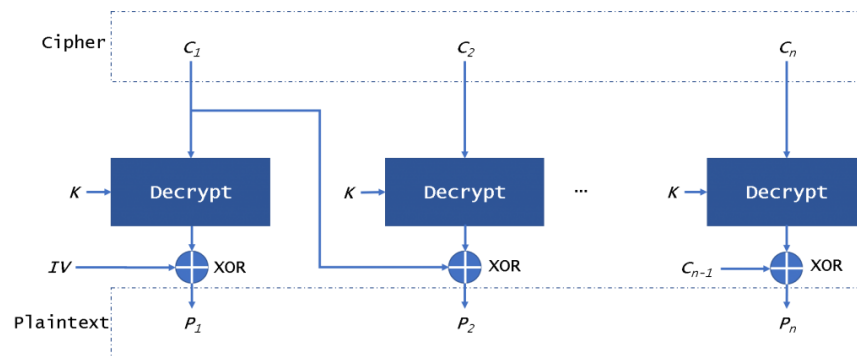 Cipher C1 C2 Cn
K Decrypt K Decrypt ... K Decrypt
IV XOR XOR Cn-1 XOR
Plaintext P1 P2 Pn